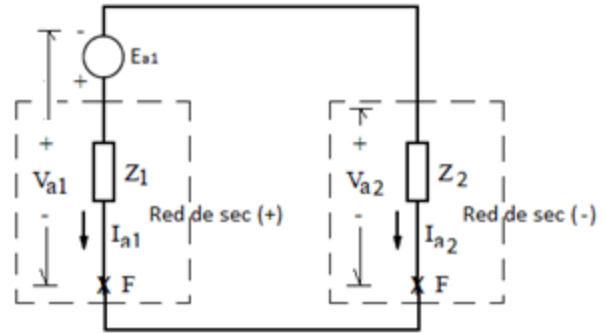 -
Ea1
+
+
Va1
-
Z1
Red de sec (+)
Ia1
F
+
Va2
-
Z2
Red de sec (-)
Ia2
F